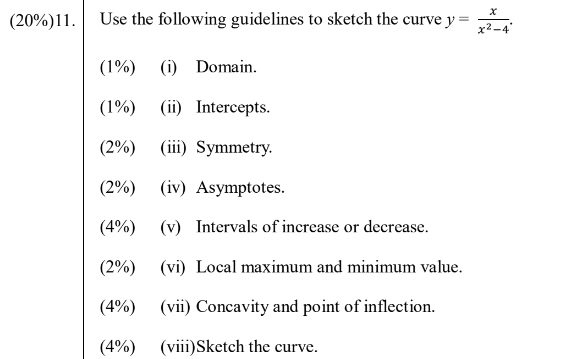 (20%)11. Use the following guidelines to sketch the curve y = x/(x²−4).
(1%) (i) Domain.
(1%) (ii) Intercepts.
(2%) (iii) Symmetry.
(2%) (iv) Asymptotes.
(4%) (v) Intervals of increase or decrease.
(2%) (vi) Local maximum and minimum value.
(4%) (vii) Concavity and point of inflection.
(4%) (viii)Sketch the curve.